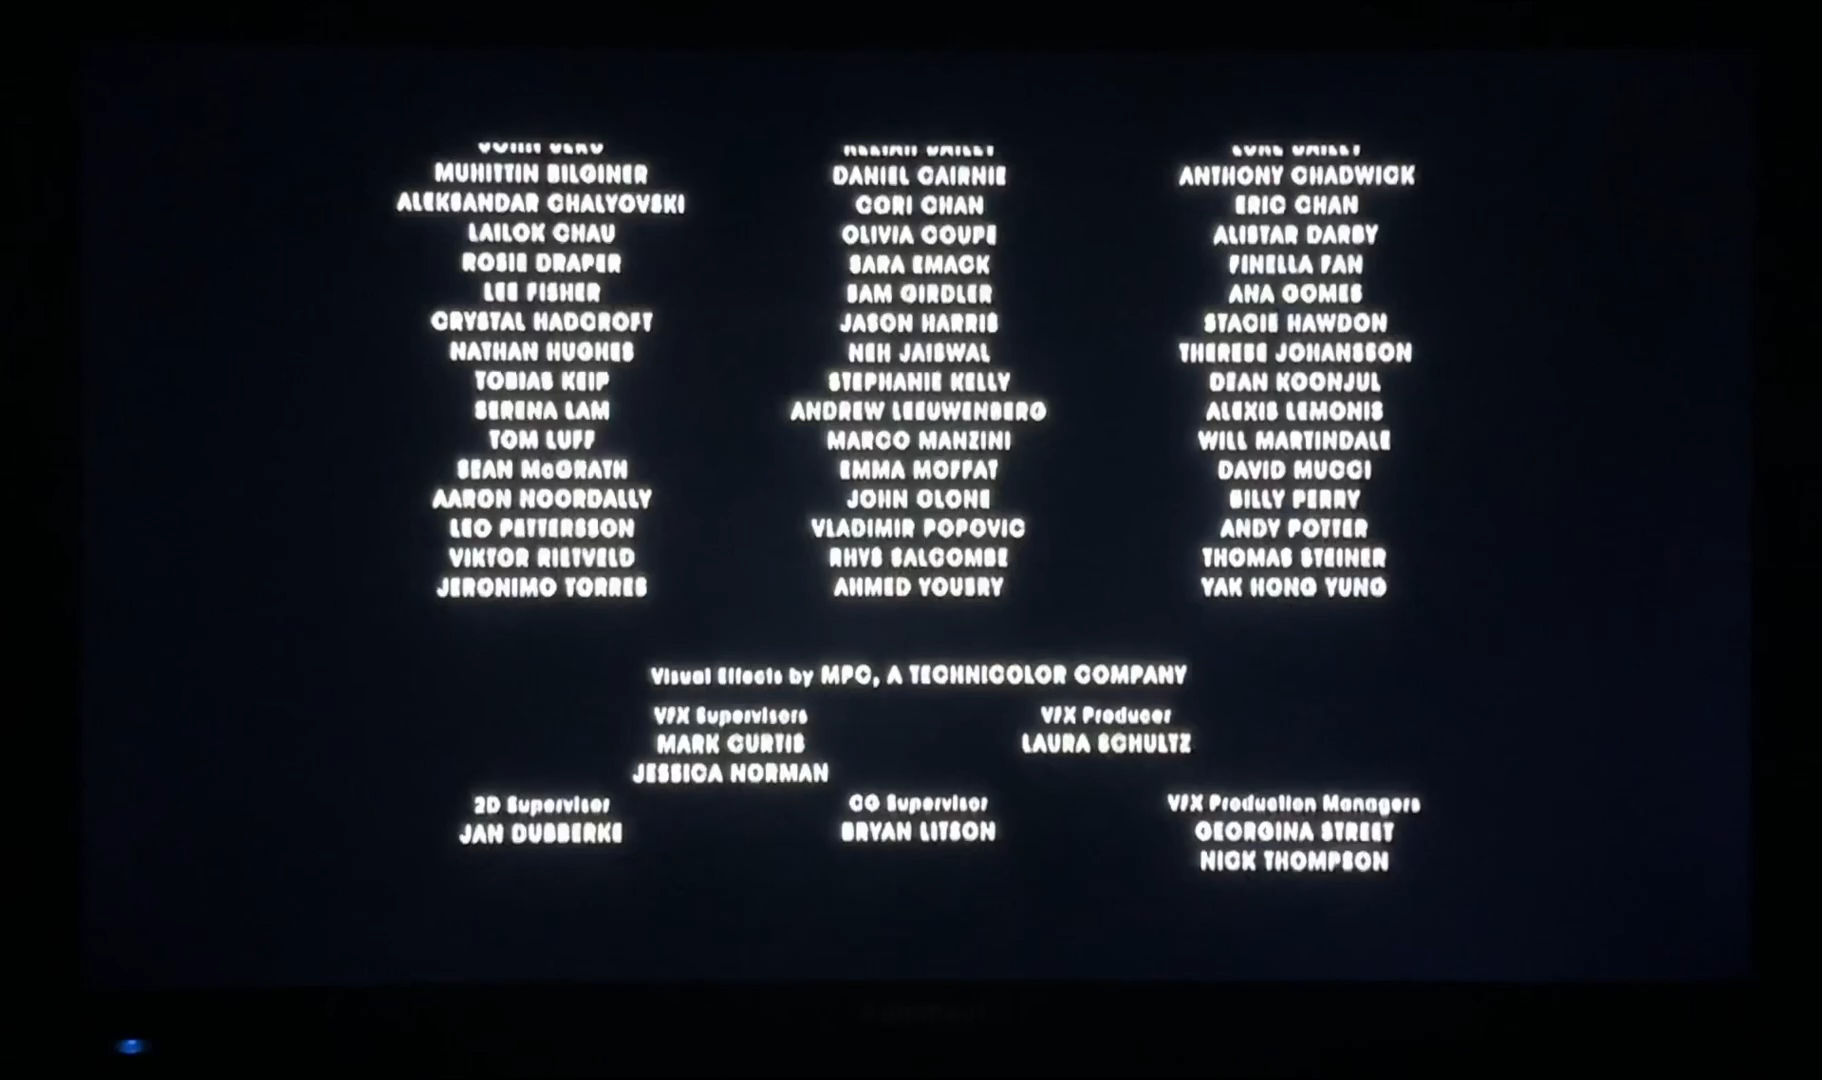 MUHITTIN BILGINER DANIEL CAIRNIE ANTHONY CHADWICK
ALEKSANDAR CHALYOVSKI CORI CHAN ERIC CHAN
LAILOK CHAU OLIVIA COUPE ALISTAR DARBY
ROSIE DRAPER SARA EMACK FINELLA FAN
LEE FISHER SAM GIRDLER ANA GOMES
CRYSTAL HADCROFT JASON HARRIS STACIE HAWDON
NATHAN HUGHES NEH JAISWAL THERESE JOHANSSON
TOBIAS KEIP STEPHANIE KELLY DEAN KOONJUL
SERENA LAM ANDREW LEEUWENBERG ALEXIS LEMONIS
TOM LUFF MARCO MANZINI WILL MARTINDALE
SEAN McGRATH EMMA MOFFAT DAVID MUCCI
AARON NOORDALLY JOHN OLONE BILLY PERRY
LEO PETTERSSON VLADIMIR POPOVIC ANDY POTTER
VIKTOR RIETVELD RHYS SALCOMBE THOMAS STEINER
JERONIMO TORRES AHMED YOUSRY YAK HONG YUNG
Visual Effects by MPC, A TECHNICOLOR COMPANY
VFX Supervisors VFX Producer
MARK CURTIS LAURA SCHULTZ
JESSICA NORMAN
2D Supervisor CG Supervisor VFX Production Managers
JAN DUBBERKE BRYAN LITSON GEORGINA STREET
NICK THOMPSON